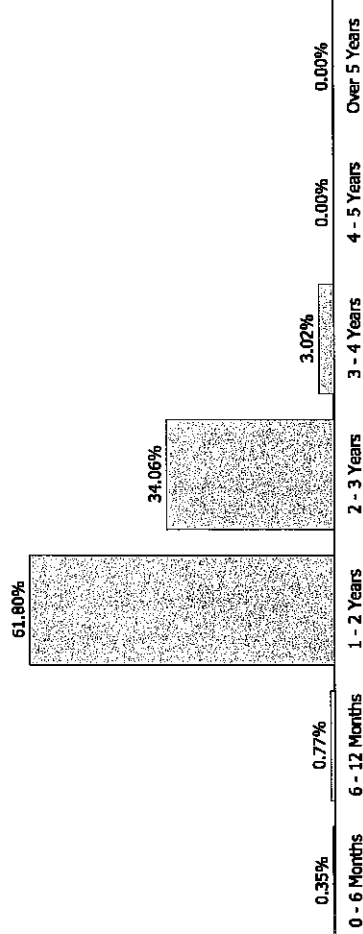 0.35%
0.77%
61.80%
34.06%
3.02%
0.00%
0.00%
0 - 6 Months
6 - 12 Months
1 - 2 Years
2 - 3 Years
3 - 4 Years
4 - 5 Years
Over 5 Years